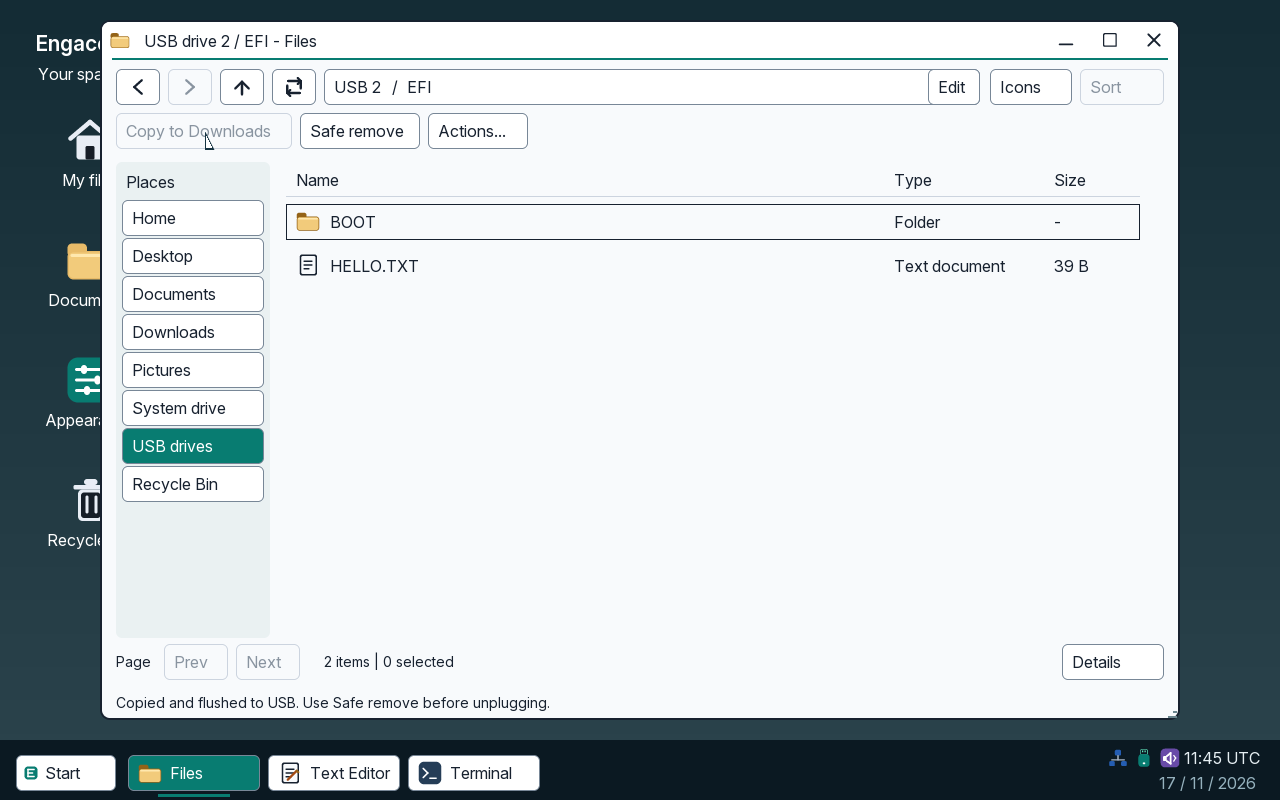 USB drive 2 / EFI - Files
Engac
Your spa
USB 2 / EFI
Edit
Icons
Sort
Copy to Downloads
Safe remove
Actions...
My fil
Docum
Appear
Recycle
Places
Home
Desktop
Documents
Downloads
Pictures
System drive
USB drives
Recycle Bin
Name Type Size
BOOT Folder -
HELLO.TXT Text document 39 B
Page
Prev
Next
2 items | 0 selected
Details
Copied and flushed to USB. Use Safe remove before unplugging.
Start
Files
Text Editor
Terminal
11:45 UTC
17 / 11 / 2026